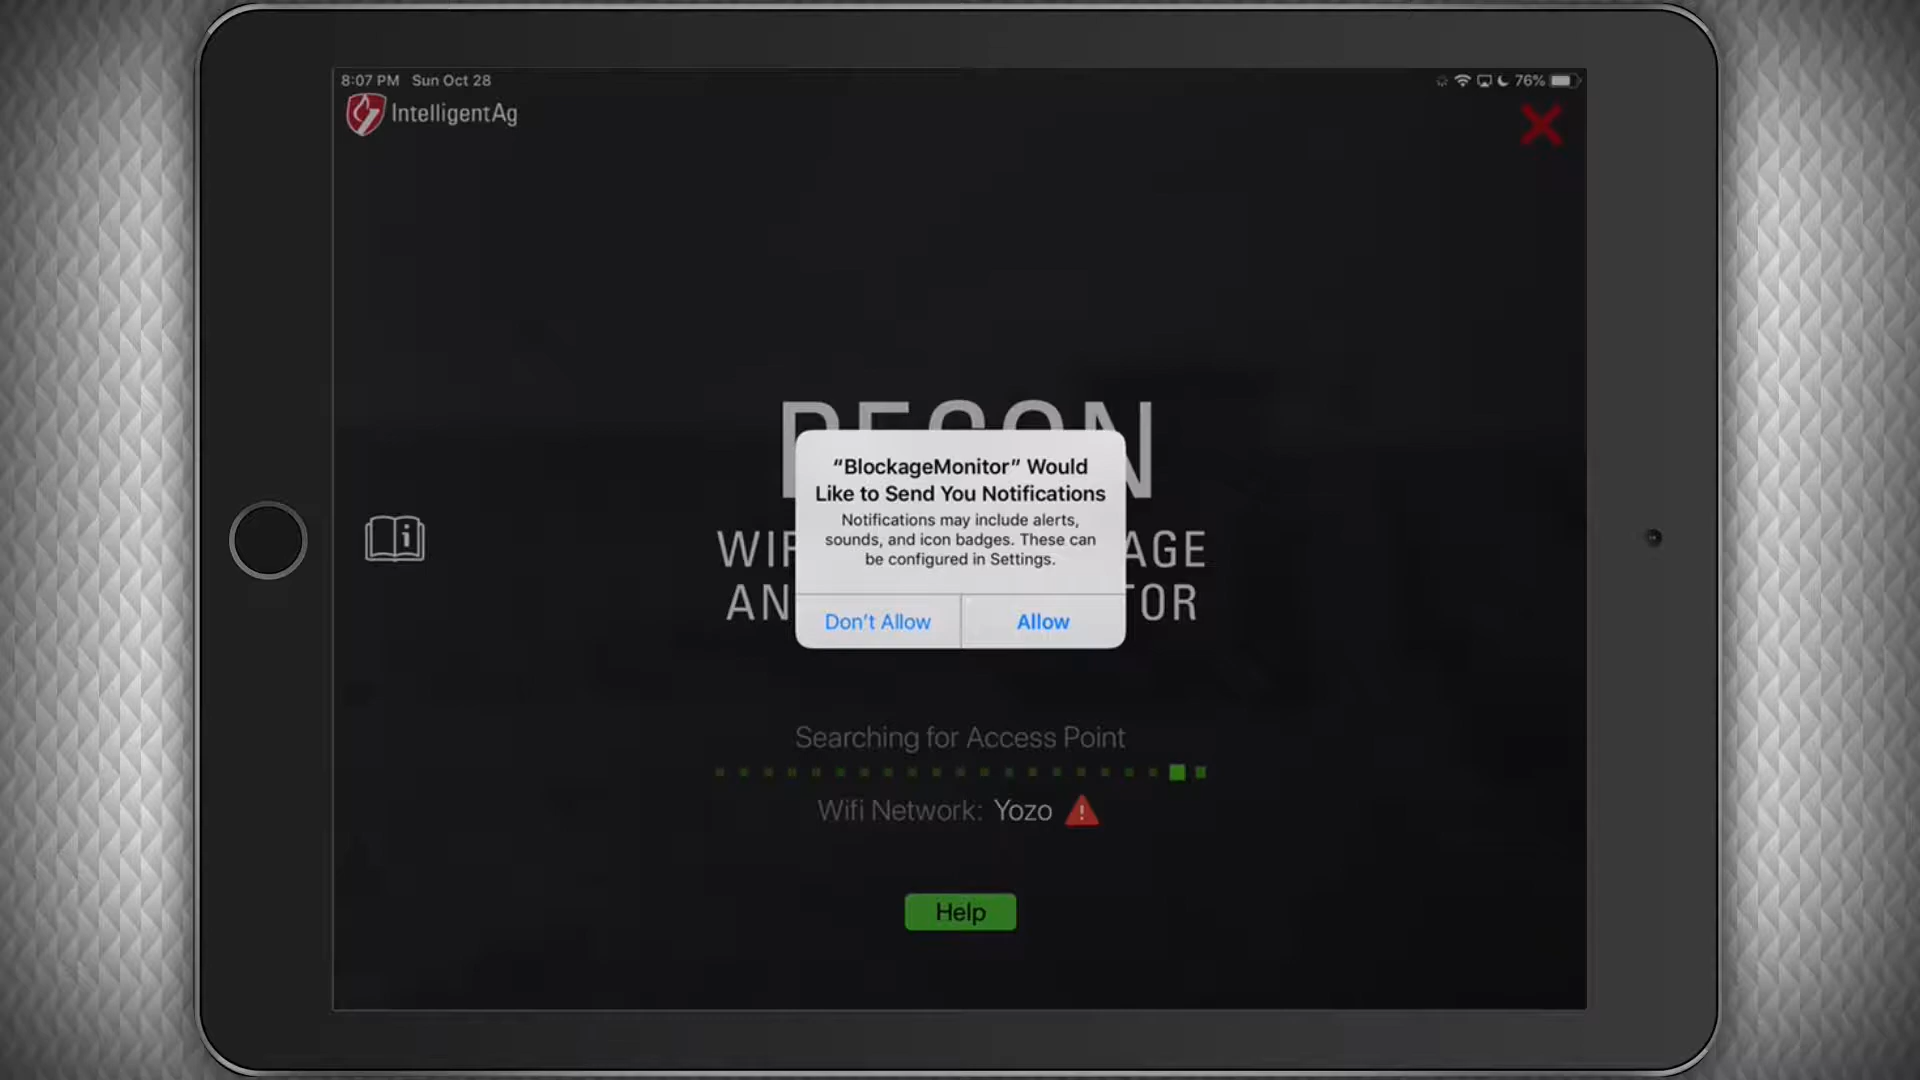 8:07 PM Sun Oct 28
76%
IntelligentAg
“BlockageMonitor” Would
Like to Send You Notifications
Notifications may include alerts,
sounds, and icon badges. These can
be configured in Settings.
Don’t Allow
Allow
Searching for Access Point
Wifi Network: Yozo
Help